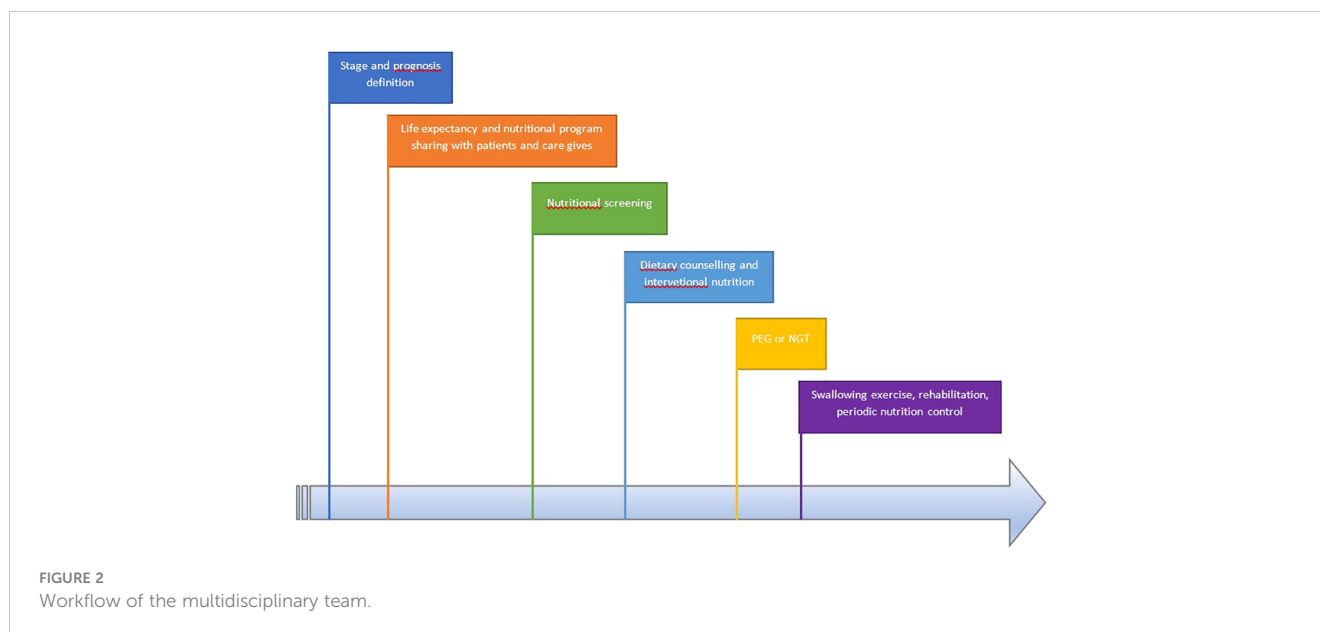 Stage and prognosis
definition
Life expectancy and nutritional program
sharing with patients and care gives
Nutritional screening
Dietary counselling and
intervetional nutrition
PEG or NGT
Swallowing exercise, rehabilitation,
periodic nutrition control
FIGURE 2
Workflow of the multidisciplinary team.